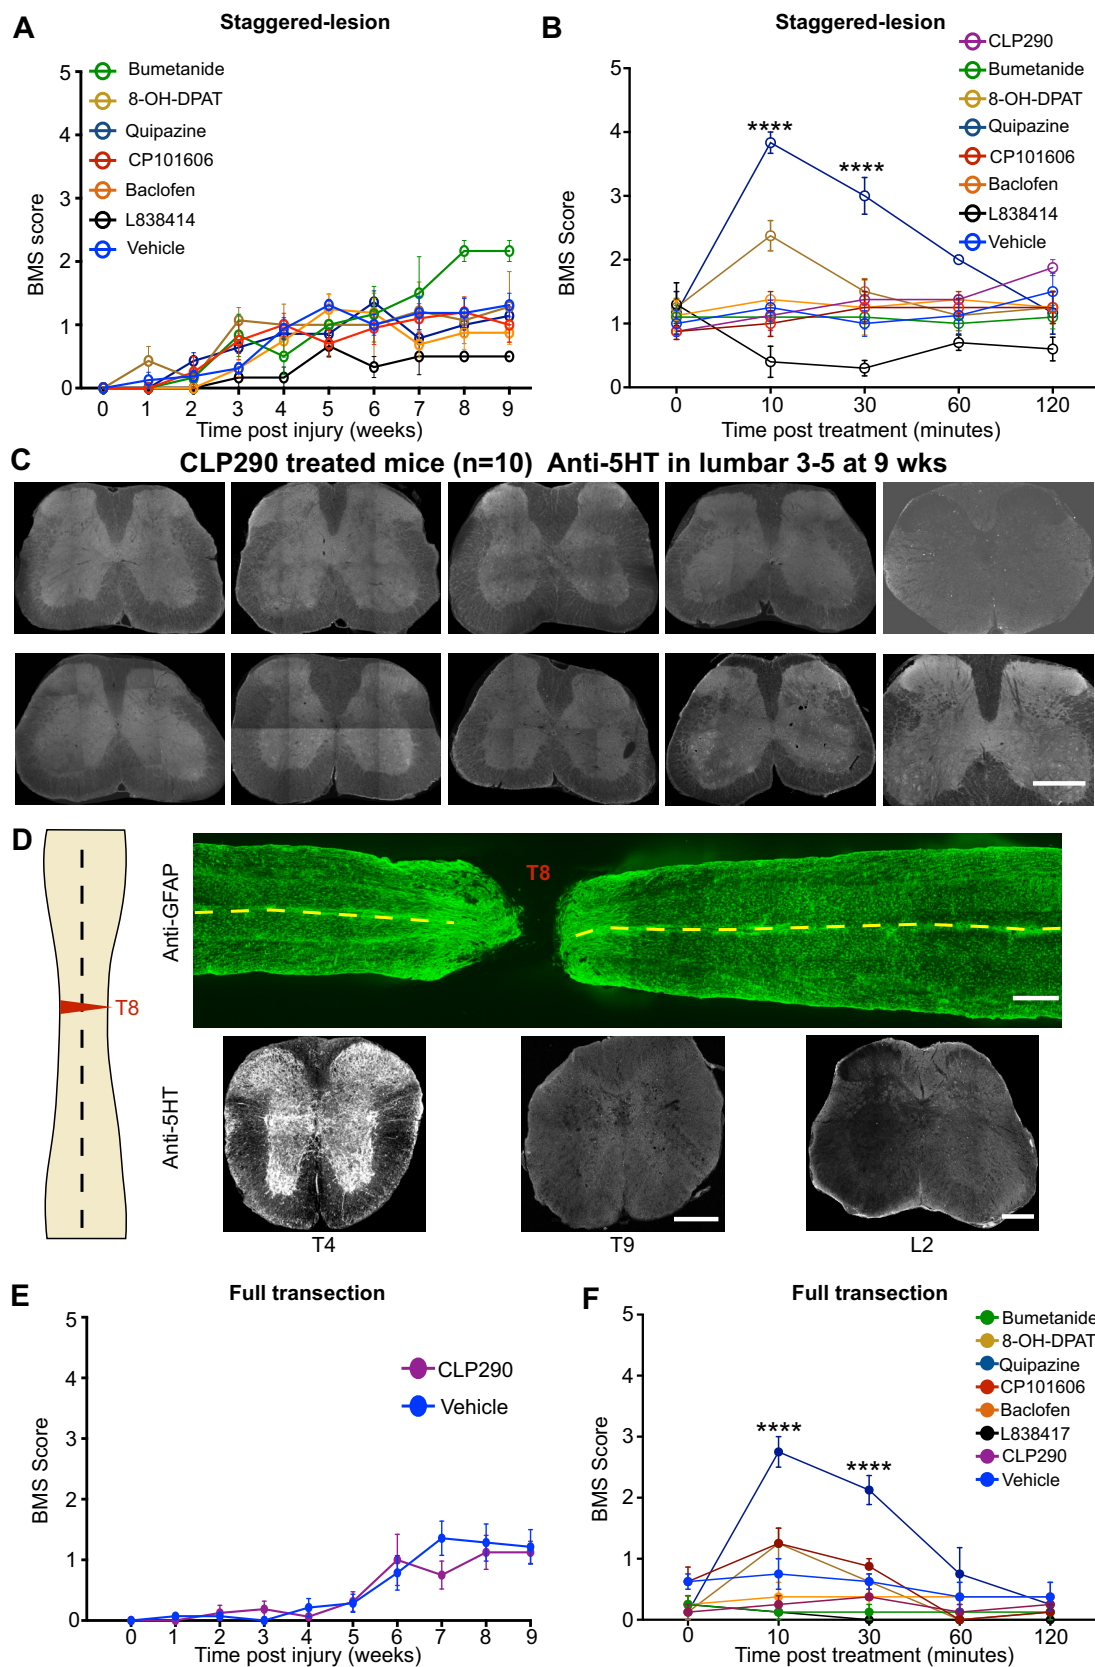 A
Staggered-lesion
Bumetanide
8-OH-DPAT
Quipazine
CP101606
Baclofen
L838414
Vehicle
BMS score
5
4
3
2
1
0
0 1 2 3 4 5 6 7 8 9
Time post injury (weeks)
B
Staggered-lesion
CLP290
Bumetanide
8-OH-DPAT
Quipazine
CP101606
Baclofen
L838414
Vehicle
****
****
BMS Score
5
4
3
2
1
0
0 10 30 60 120
Time post treatment (minutes)
C
CLP290 treated mice (n=10) Anti-5HT in lumbar 3-5 at 9 wks
D
T8
Anti-GFAP
T8
Anti-5HT
T4
T9
L2
E
Full transection
CLP290
Vehicle
BMS Score
5
4
3
2
1
0
0 1 2 3 4 5 6 7 8 9
Time post injury (weeks)
F
Full transection
Bumetanide
8-OH-DPAT
Quipazine
CP101606
Baclofen
L838417
CLP290
Vehicle
****
****
BMS Score
5
4
3
2
1
0
0 10 30 60 120
Time post treatment (minutes)